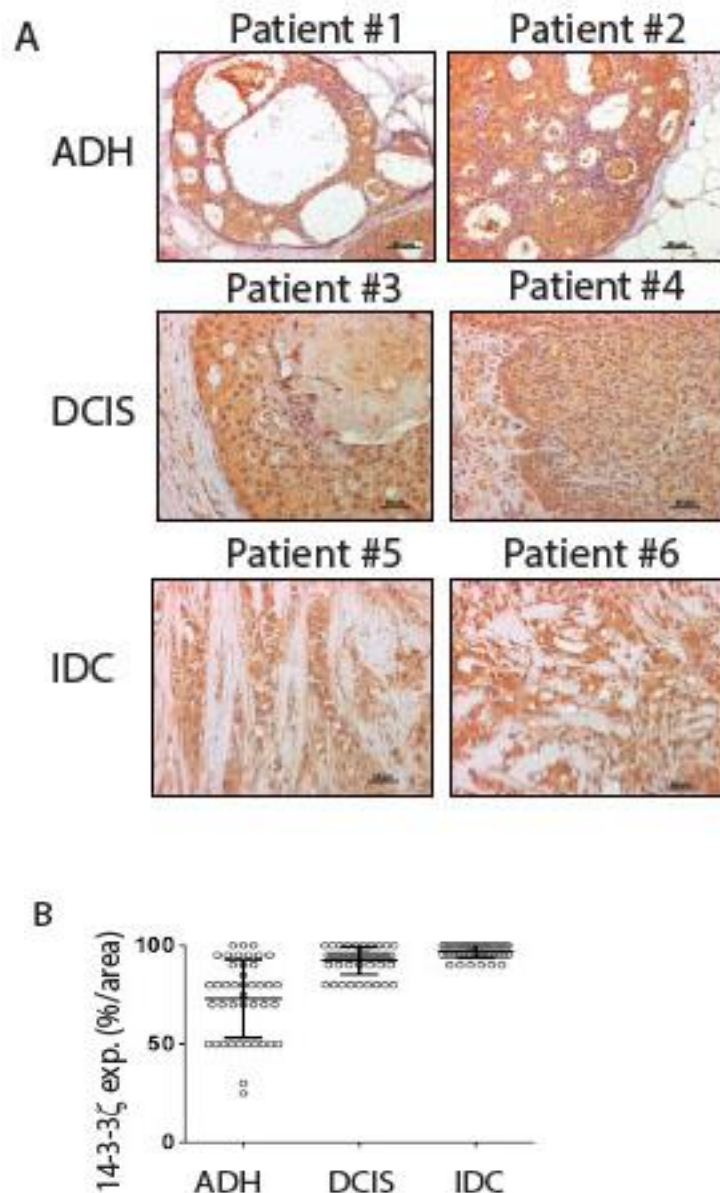 A
Patient #1 Patient #2
ADH
Patient #3 Patient #4
DCIS
Patient #5 Patient #6
IDC
B
14-3-3ζ exp. (%/area)
100
50
0
ADH DCIS IDC